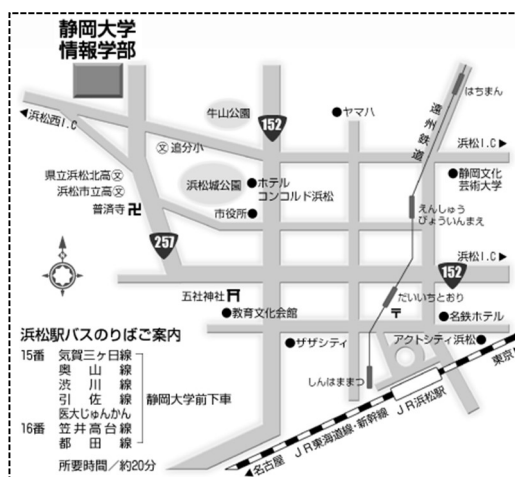 静岡大学
情報学部
◀浜松西I.C
牛山公園
152
●ヤマハ
はちまん
遠州鉄道
浜松I.C▶
文 追分小
県立浜松北高 文
浜松市立高 文
普済寺 卍
浜松城公園
●ホテル
コンコルド浜松
市役所●
●静岡文化
芸術大学
えんしゅう
びょういんまえ
257
浜松I.C▶
152
五社神社
●教育文化会館
だいいちとおり
〒
●名鉄ホテル
●ザザシティ
アクトシティ浜松●
しんはままつ
東京
JR浜松駅
JR東海道線・新幹線
◀名古屋
浜松駅バスのりばご案内
15番 気賀三ヶ日線
奥山線
渋川線
引佐線
医大じゅんかん
16番 笠井高台線
都田線
静岡大学前下車
所要時間／約20分